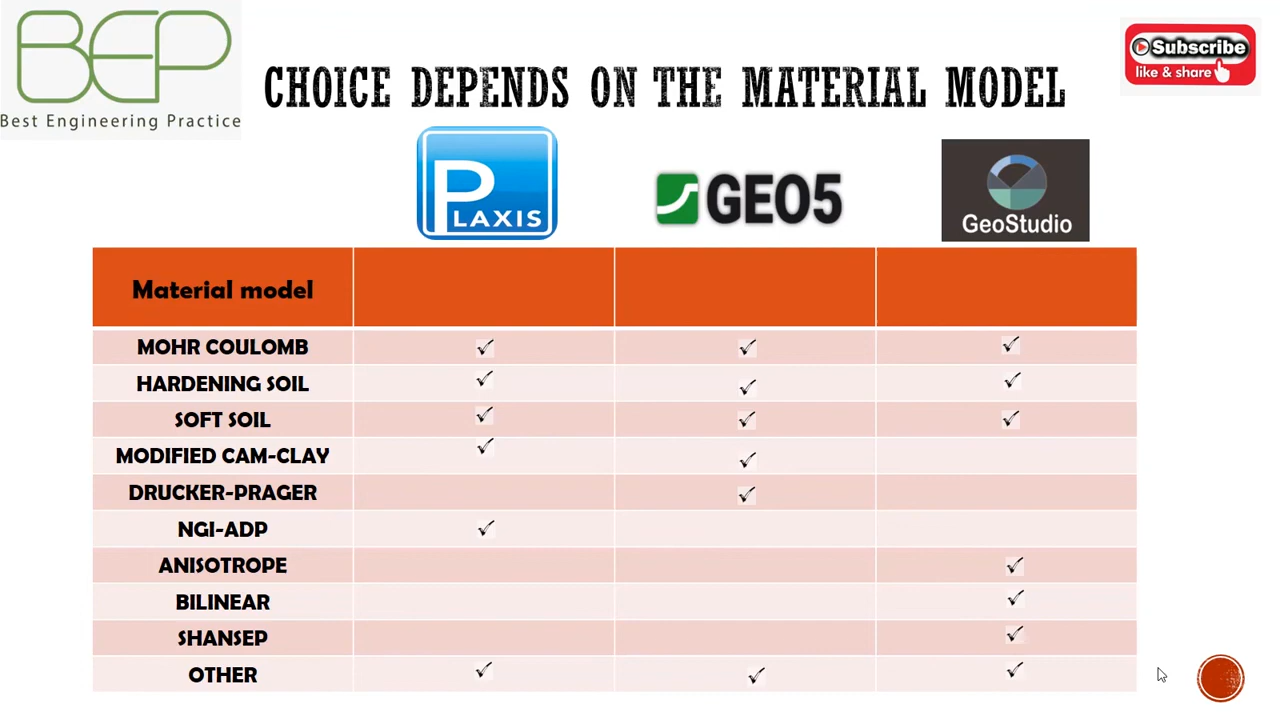 BEP
Best Engineering Practice
CHOICE DEPENDS ON THE MATERIAL MODEL
Subscribe
like & share
PLAXIS
GEO5
GeoStudio
Material model
MOHR COULOMB
HARDENING SOIL
SOFT SOIL
MODIFIED CAM-CLAY
DRUCKER-PRAGER
NGI-ADP
ANISOTROPE
BILINEAR
SHANSEP
OTHER